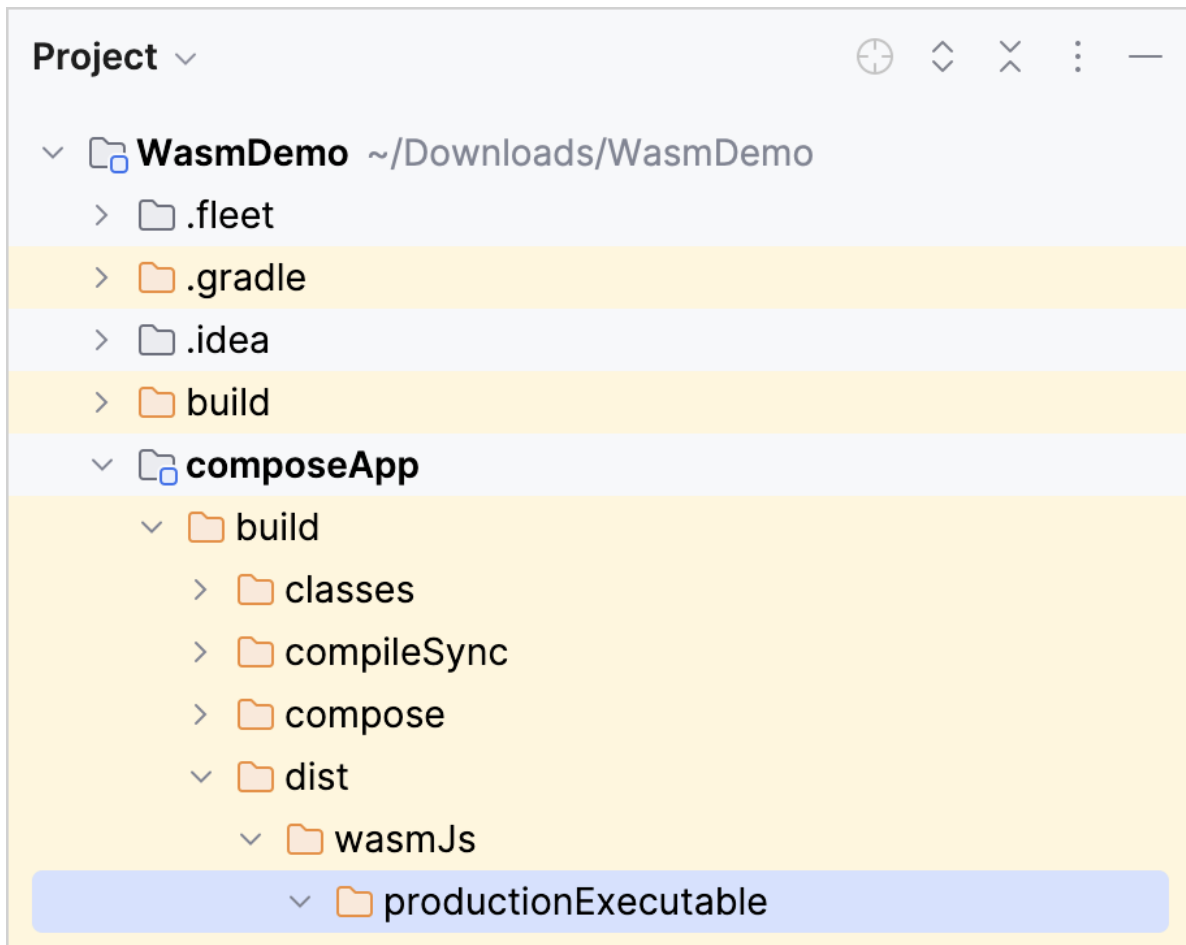 Project
WasmDemo ~/Downloads/WasmDemo
.fleet
.gradle
.idea
build
composeApp
build
classes
compileSync
compose
dist
wasmJs
productionExecutable